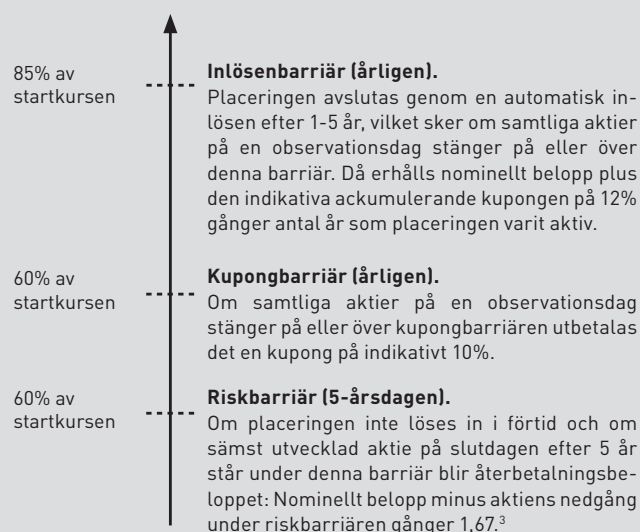 85% av
startkursen
Inlösenbarriär (årligen).
Placeringen avslutas genom en automatisk in-
lösen efter 1-5 år, vilket sker om samtliga aktier
på en observationsdag stänger på eller över
denna barriär. Då erhålls nominellt belopp plus
den indikativa ackumulerande kupongen på 12%
gånger antal år som placeringen varit aktiv.
60% av
startkursen
Kupongbarriär (årligen).
Om samtliga aktier på en observationsdag
stänger på eller över kupongbarriären utbetalas
det en kupong på indikativt 10%.
60% av
startkursen
Riskbarriär (5-årsdagen).
Om placeringen inte löses in i förtid och om
sämst utvecklad aktie på slutdagen efter 5 år
står under denna barriär blir återbetalningsbe-
loppet: Nominellt belopp minus aktiens nedgång
under riskbarriären gånger 1,67.³